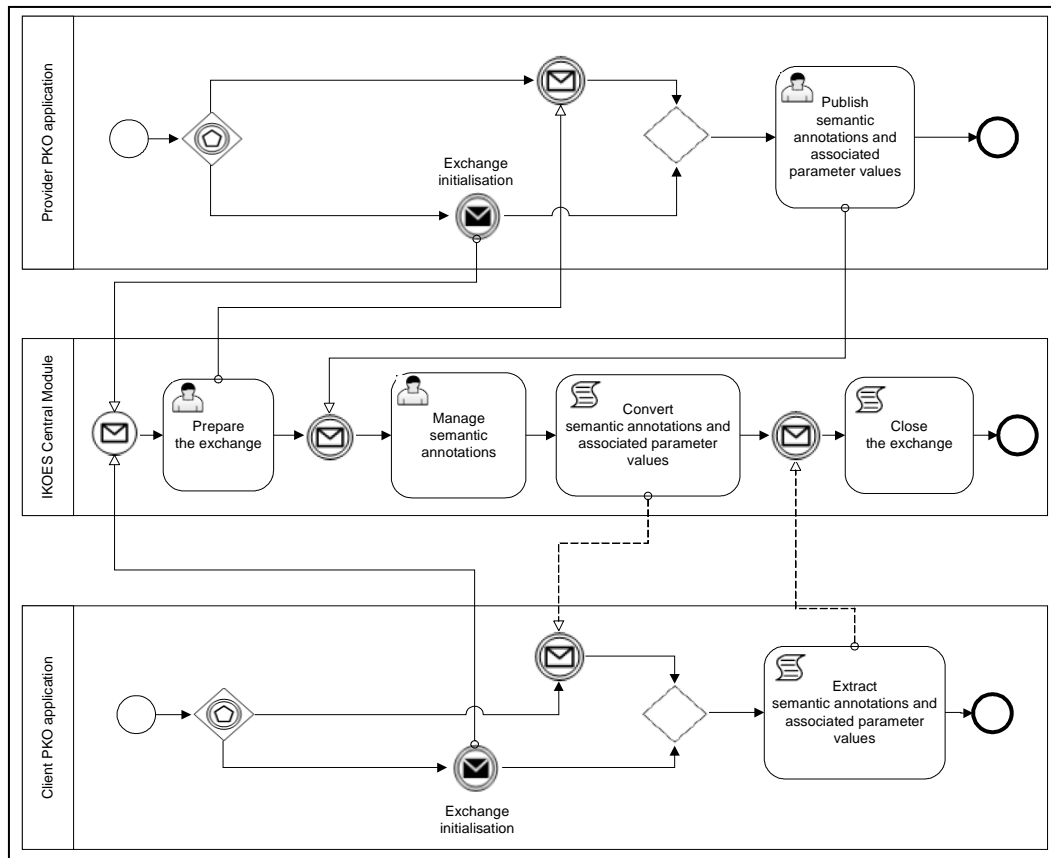 Provider PKO application
Exchange
initialisation
Publish
semantic
annotations and
associated
parameter values
IKOES Central Module
Prepare
the exchange
Manage
semantic
annotations
Convert
semantic annotations and
associated parameter
values
Close
the exchange
Client PKO application
Exchange
initialisation
Extract
semantic annotations and
associated parameter
values